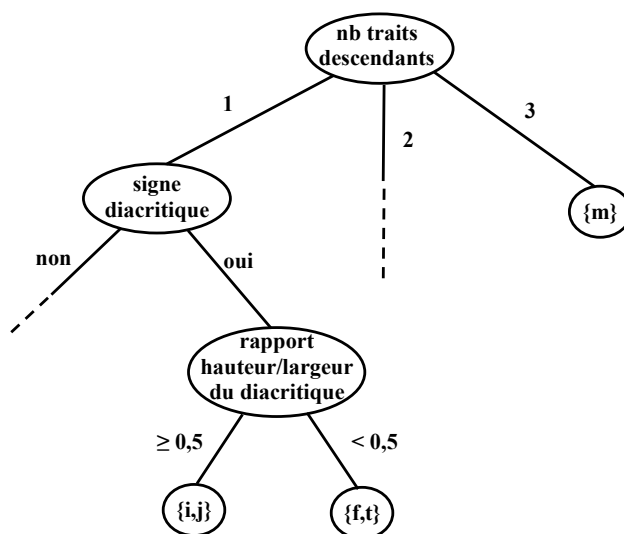 nb traits
descendants
1
2
3
signe
diacritique
{m}
non
oui
rapport
hauteur/largeur
du diacritique
≥ 0,5
< 0,5
{i,j}
{f,t}